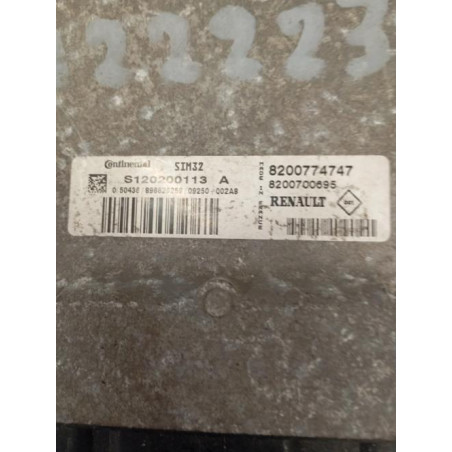 22223
Continental SIM32
S120200113 A
8200774747
8200700695
RENAULT